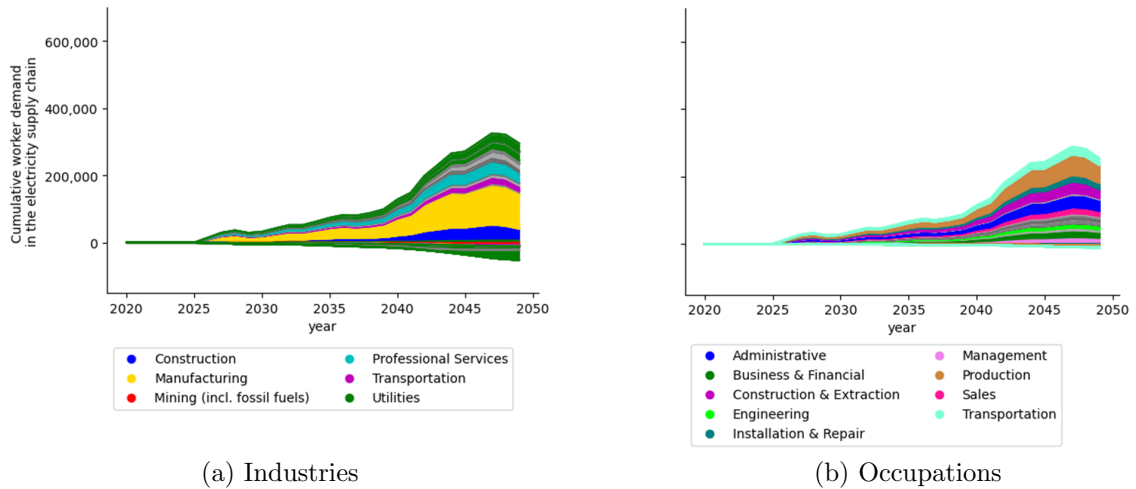 Cumulative worker demand
in the electricity supply chain
600,000
400,000
200,000
0
2020 2025 2030 2035 2040 2045 2050
year
Construction
Manufacturing
Mining (incl. fossil fuels)
Professional Services
Transportation
Utilities
(a) Industries
2020 2025 2030 2035 2040 2045 2050
year
Administrative
Business & Financial
Construction & Extraction
Engineering
Installation & Repair
Management
Production
Sales
Transportation
(b) Occupations